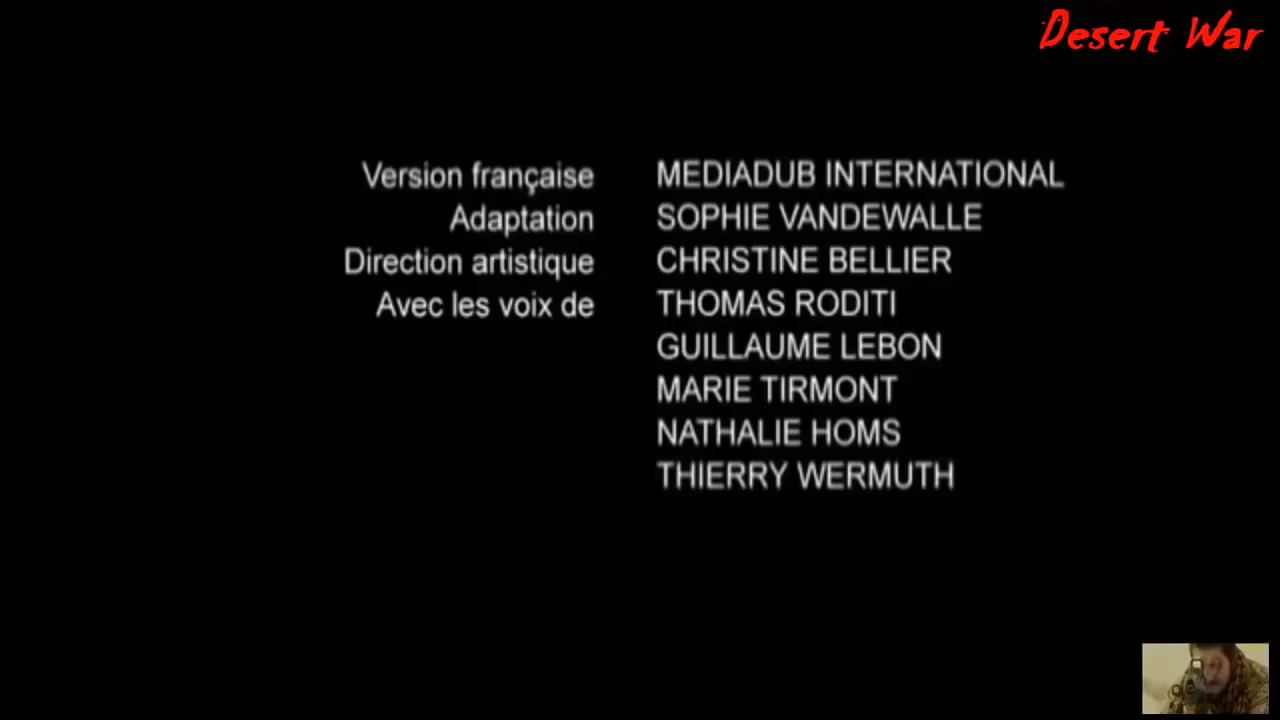 Desert War
Version française MEDIADUB INTERNATIONAL
Adaptation SOPHIE VANDEWALLE
Direction artistique CHRISTINE BELLIER
Avec les voix de THOMAS RODITI
GUILLAUME LEBON
MARIE TIRMONT
NATHALIE HOMS
THIERRY WERMUTH